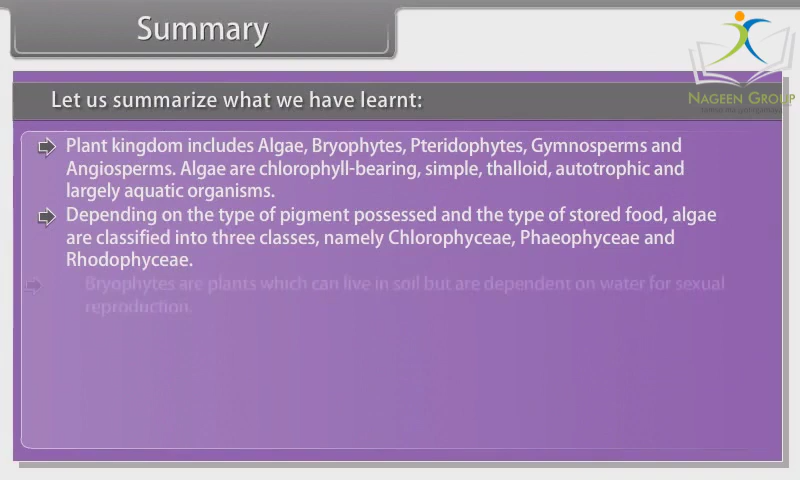 Summary
NAGEEN GROUP
Let us summarize what we have learnt:
Plant kingdom includes Algae, Bryophytes, Pteridophytes, Gymnosperms and
Angiosperms. Algae are chlorophyll-bearing, simple, thalloid, autotrophic and
largely aquatic organisms.
Depending on the type of pigment possessed and the type of stored food, algae
are classified into three classes, namely Chlorophyceae, Phaeophyceae and
Rhodophyceae.
Bryophytes are plants which can live in soil but are dependent on water for sexual
reproduction.